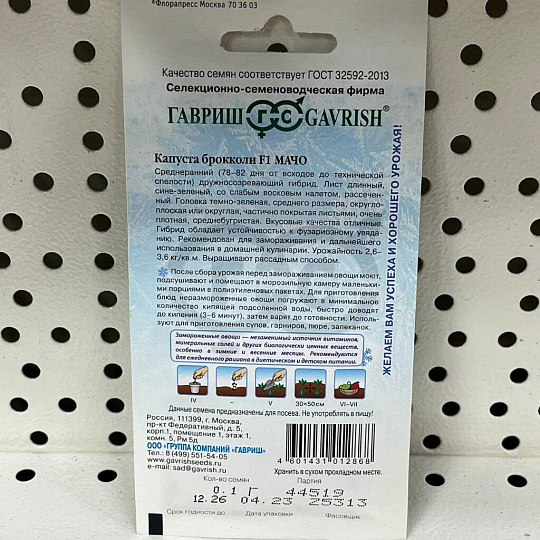 ©Флорапресс Москва 70 36 03
Качество семян соответствует ГОСТ 32592-2013
Селекционно-семеноводческая фирма
ГАВРИШ Г-С GAVRISH®
Капуста брокколи F1 МАЧО
Среднеранний (78–82 дня от всходов до технической
спелости) дружносозревающий гибрид. Лист длинный,
сине-зеленый, со слабым восковым налетом, рассечен-
ный. Головка темно-зеленая, среднего размера, округло-
плоская или округлая, частично покрытая листьями, очень
плотная, среднебугристая. Вкусовые качества отличные.
Гибрид обладает устойчивостью к фузариозному увяда-
нию. Рекомендован для замораживания и дальнейшего
использования в домашней кулинарии. Урожайность 2,6–
3,6 кг/кв.м. Выращивают рассадным способом.
После сбора урожая перед замораживанием овощи моют,
подсушивают и помещают в морозильную камеру маленьки-
ми порциями в полиэтиленовых пакетах. Для приготовления
блюд неразмороженные овощи погружают в минимальное
количество кипящей подсоленной воды, быстро доводят
до кипения (3–6 минут), затем варят до готовности. Исполь-
зуют для приготовления супов, гарниров, пюре, запеканок.
Замороженные овощи — незаменимый источник витаминов,
минеральных солей и других биологически ценных веществ,
особенно в зимние и весенние месяцы. Рекомендуются
для ежедневного рациона в диетическом и детском питании.
IV - V 30×50 см VI–VII
Данные семена предназначены для посева. Не употреблять в пищу!
Россия, 111399, г. Москва,
пр-кт Федеративный, д. 5,
корп.1, помещение 1, этаж 1,
комн. 5, Рм 5д
ООО "ГРУППА КОМПАНИЙ "ГАВРИШ"
Тел.: 8 (499) 551-54-05
www.gavrishseeds.ru
e-mail: sad@gavrish.ru
4 601431 012868
Хранить в сухом прохладном месте.
Кол-во семян Партия
0.1 Г 44519
12.26 04.23 25313
Срок годности до Дата упаковки Фасовщик
ЖЕЛАЕМ ВАМ УСПЕХА И ХОРОШЕГО УРОЖАЯ!